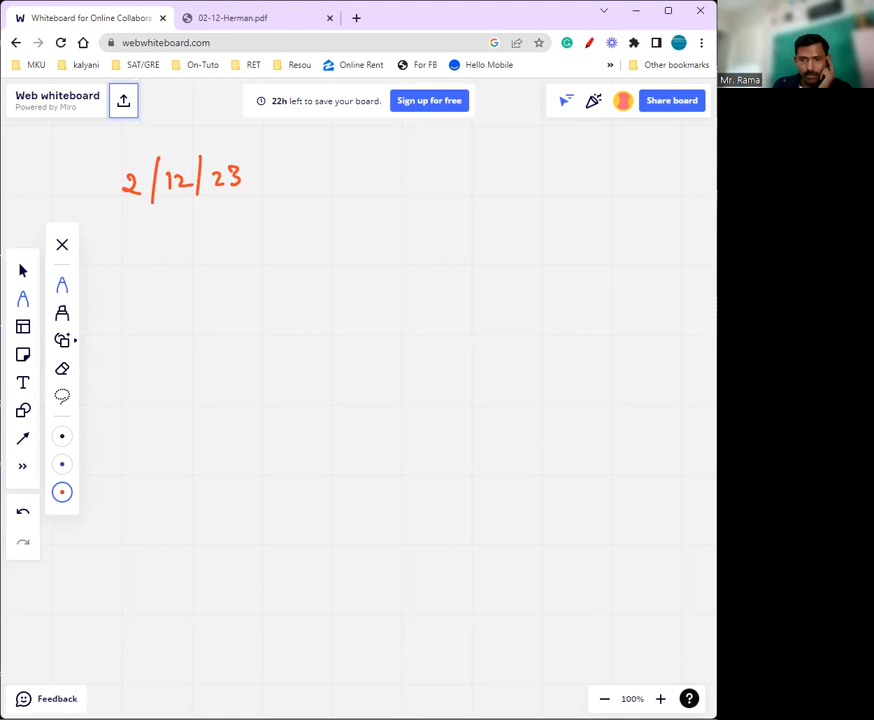 Whiteboard for Online Collabora
02-12-Herman.pdf
webwhiteboard.com
MKU
kalyani
SAT/GRE
On-Tuto
RET
Resou
Online Rent
For FB
Hello Mobile
Other bookmarks
Mr. Rama
Web whiteboard
Powered by Miro
22h left to save your board.
Sign up for free
Share board
2/12/23
Feedback
100%